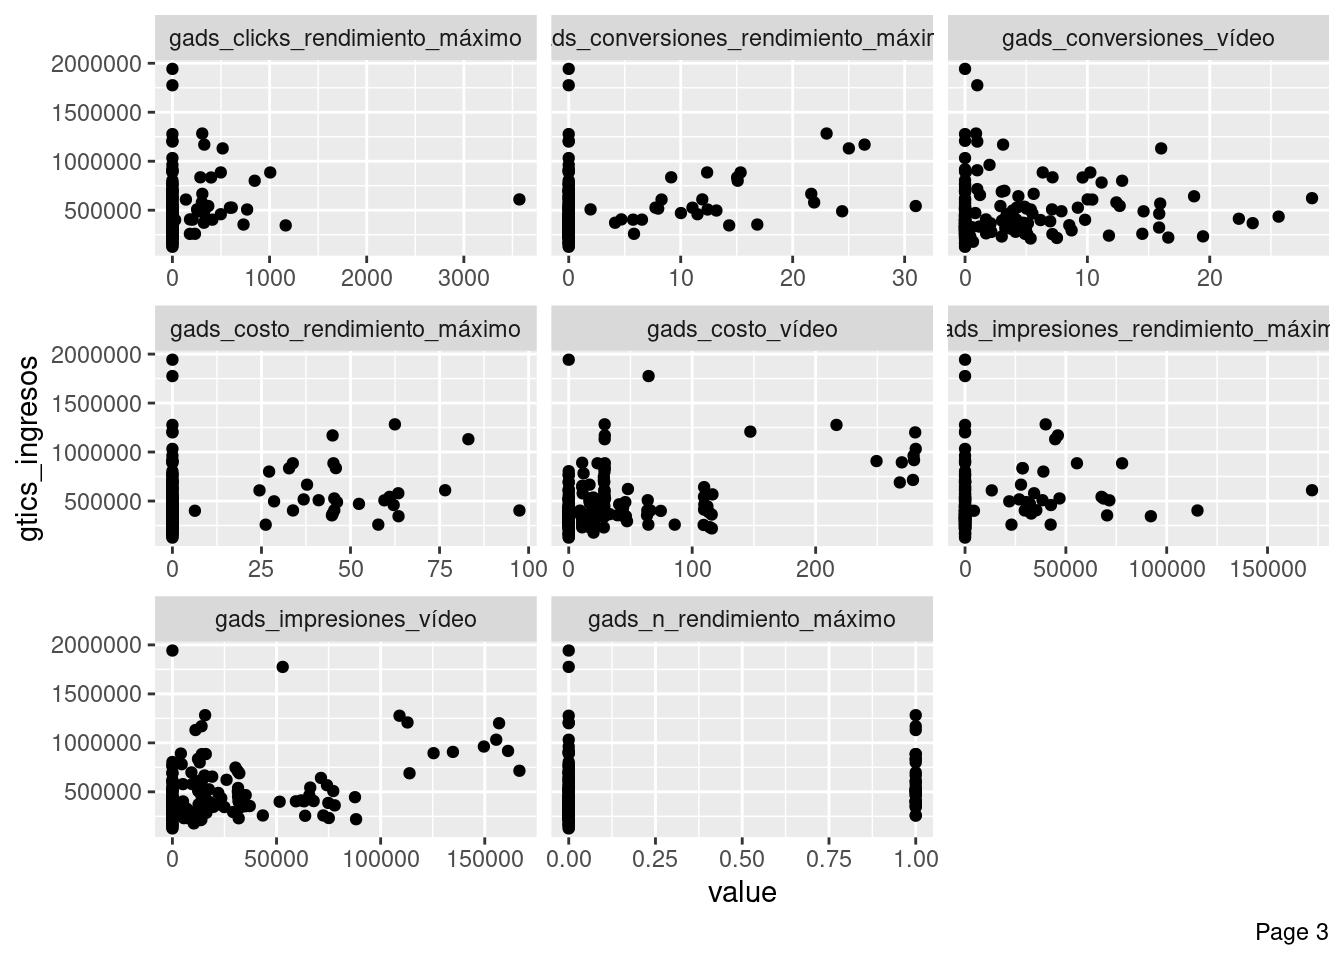 gads_clicks_rendimiento_máximo
ds_conversiones_rendimiento_máxir
gads_conversiones_vídeo
2000000
1500000
1000000
500000
0 1000 2000 3000
0 10 20 30
0 10 20
gads_costo_rendimiento_máximo
gads_costo_vídeo
ads_impresiones_rendimiento_máxim
2000000
1500000
1000000
500000
0 25 50 75 100
0 100 200
0 50000 100000 150000
gtics_ingresos
gads_impresiones_vídeo
gads_n_rendimiento_máximo
2000000
1500000
1000000
500000
0 50000 100000 150000
0.00 0.25 0.50 0.75 1.00
value
Page 3